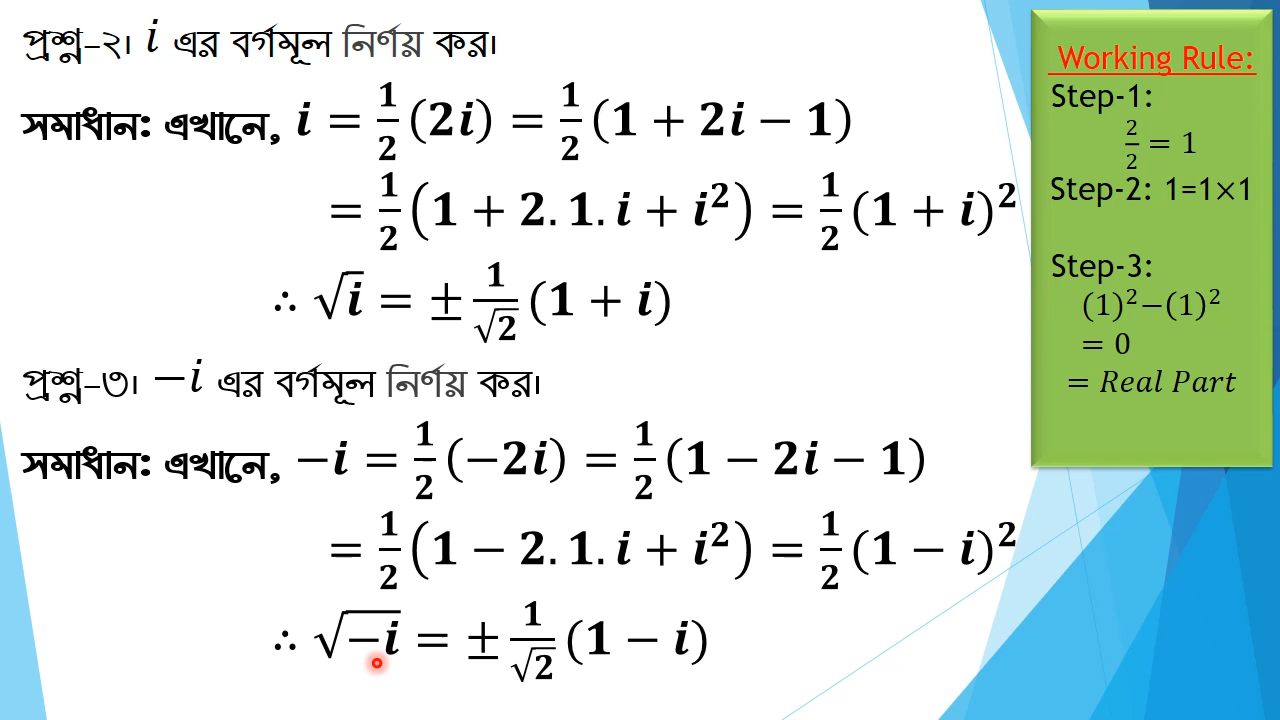 প্রশ্ন–২। i এর বর্গমূল নির্ণয় কর।
সমাধান: এখানে, i = 1/2 (2i) = 1/2 (1 + 2i − 1)
= 1/2 (1 + 2.1.i + i²) = 1/2 (1 + i)²
∴ √i = ± 1/√2 (1 + i)
প্রশ্ন–৩। −i এর বর্গমূল নির্ণয় কর।
সমাধান: এখানে, −i = 1/2 (−2i) = 1/2 (1 − 2i − 1)
= 1/2 (1 − 2.1.i + i²) = 1/2 (1 − i)²
∴ √−i = ± 1/√2 (1 − i)
Working Rule:
Step-1:
2/2 = 1
Step-2: 1=1×1
Step-3:
(1)²−(1)²
= 0
= Real Part